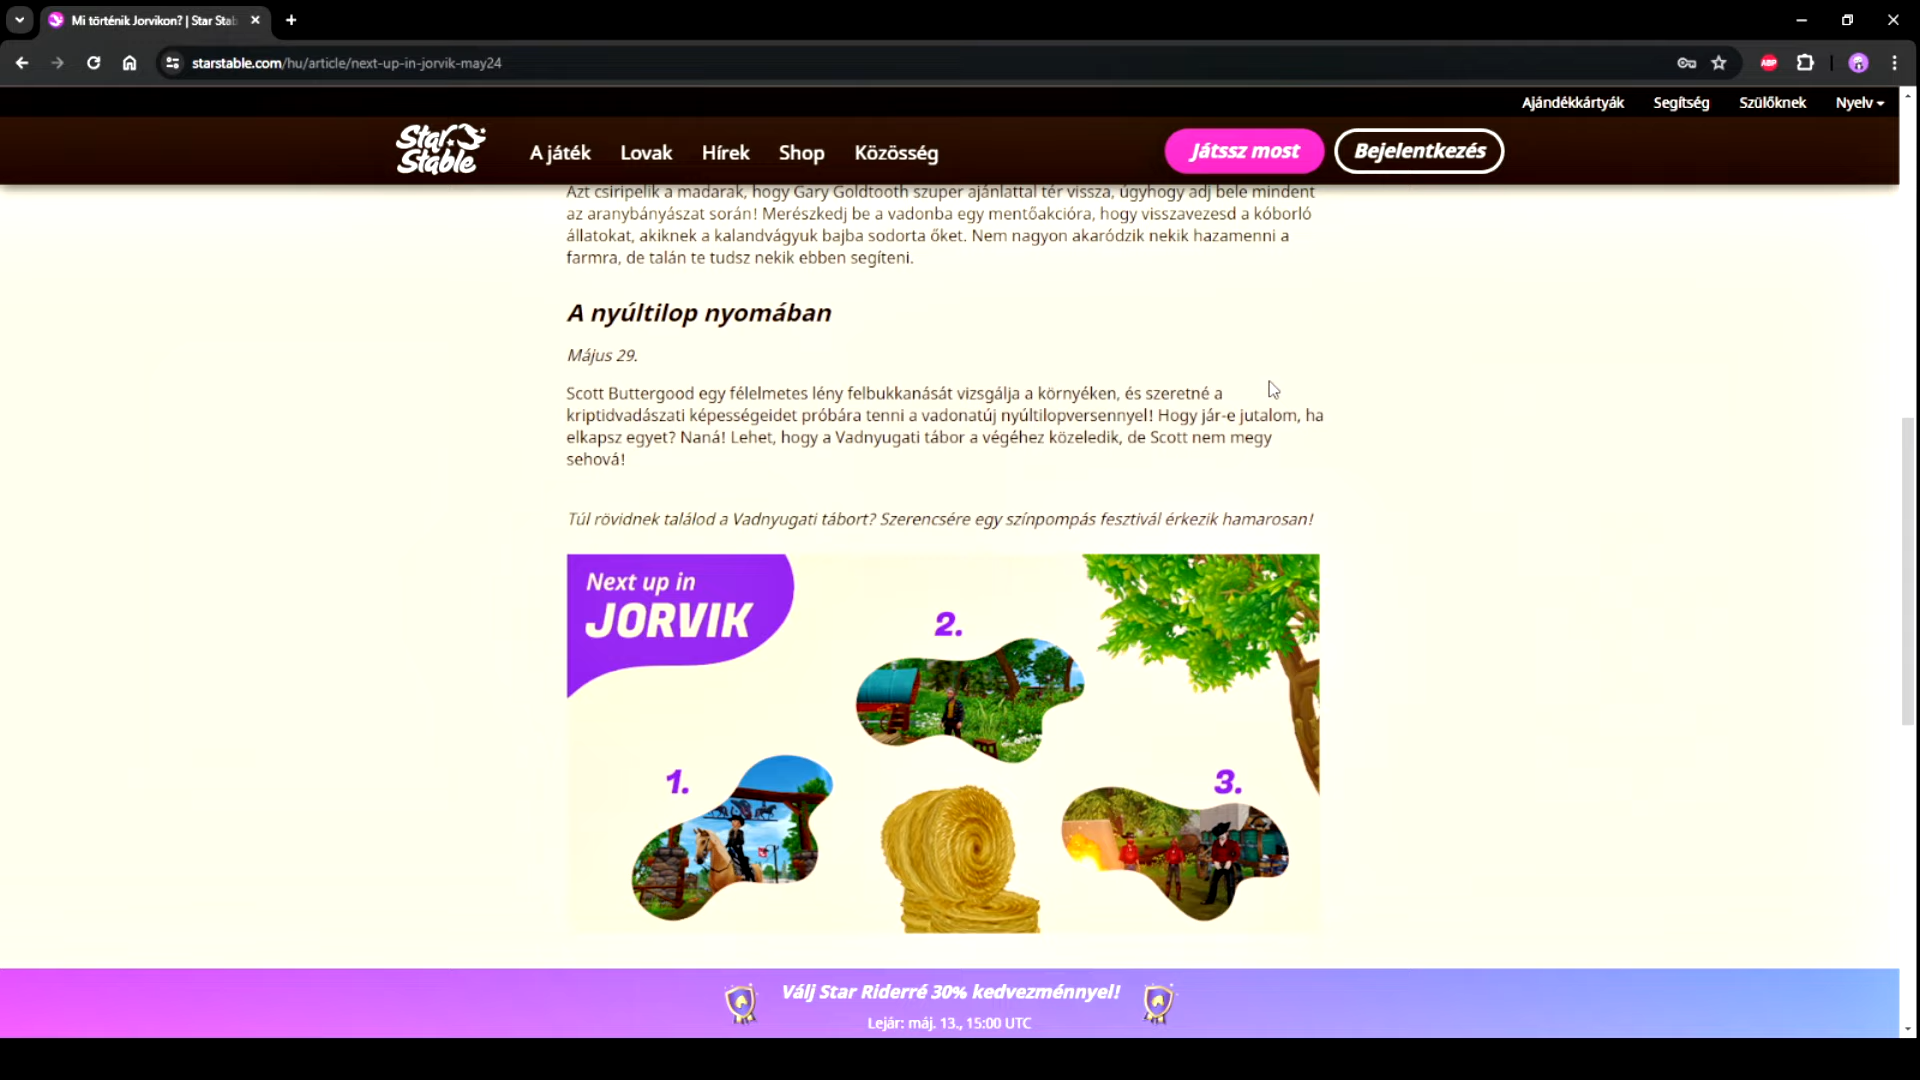 Mi történik Jorvikon? | Star Stab
starstable.com/hu/article/next-up-in-jorvik-may24
ABP
Ajándékkártyák Segítség Szülőknek Nyelv
Star Stable
A játék Lovak Hírek Shop Közösség Játssz most Bejelentkezés
Azt csiripelik a madarak, hogy Gary Goldtooth szuper ajánlattal tér vissza, úgyhogy adj bele mindent
az aranybányászat során! Merészkedj be a vadonba egy mentőakcióra, hogy visszavezesd a kóborló
állatokat, akiknek a kalandvágyuk bajba sodorta őket. Nem nagyon akaródzik nekik hazamenni a
farmra, de talán te tudsz nekik ebben segíteni.
A nyúltilop nyomában
Május 29.
Scott Buttergood egy félelmetes lény felbukkanását vizsgálja a környéken, és szeretné a
kriptidvadászati képességeidet próbára tenni a vadonatúj nyúltilopversennyel! Hogy jár-e jutalom, ha
elkapsz egyet? Naná! Lehet, hogy a Vadnyugati tábor a végéhez közeledik, de Scott nem megy
sehová!
Túl rövidnek találod a Vadnyugati tábort? Szerencsére egy színpompás fesztivál érkezik hamarosan!
Next up in
JORVIK
2.
1.
3.
Válj Star Riderré 30% kedvezménnyel!
Lejár: máj. 13., 15:00 UTC